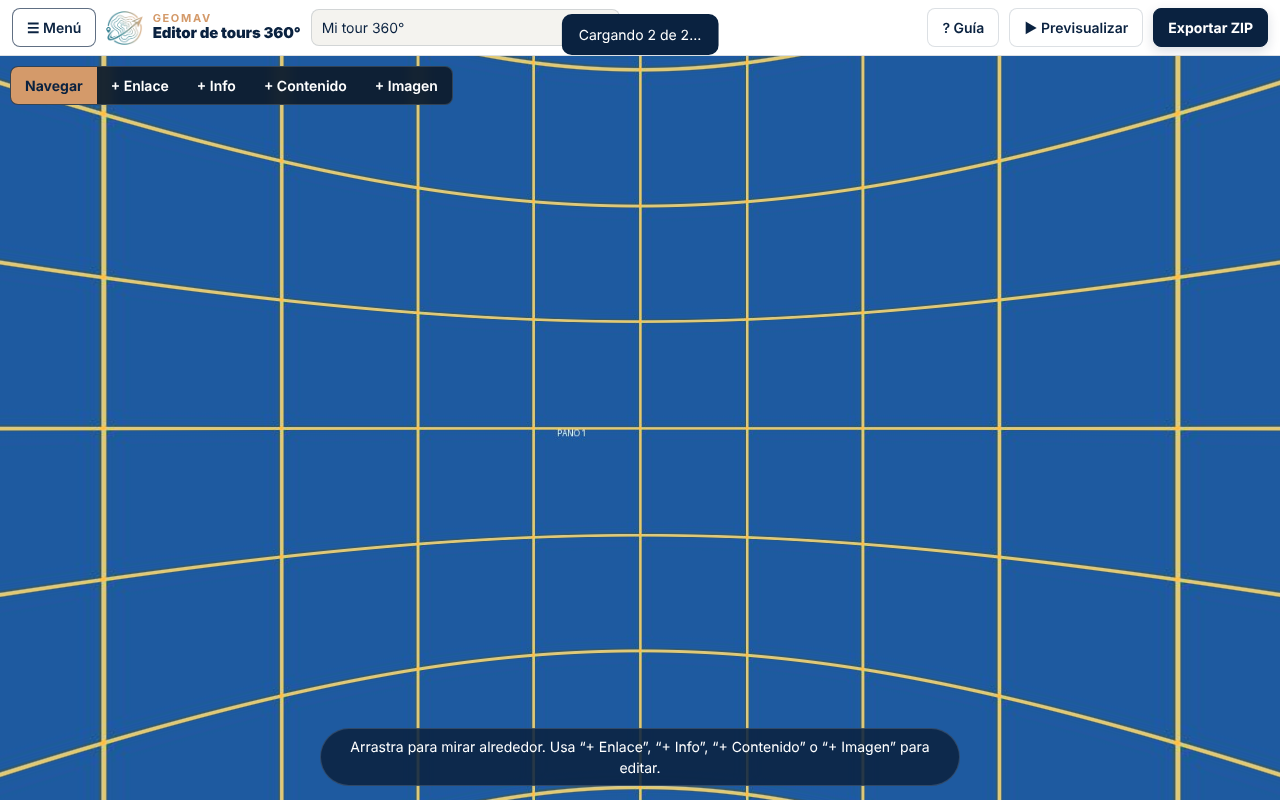 ☰ Menú
GEOMAV
Editor de tours 360º
Mi tour 360°
Cargando 2 de 2...
? Guía
▶ Previsualizar
Exportar ZIP
Navegar
+ Enlace
+ Info
+ Contenido
+ Imagen
PANO 1
Arrastra para mirar alrededor. Usa “+ Enlace”, “+ Info”, “+ Contenido” o “+ Imagen” para
editar.